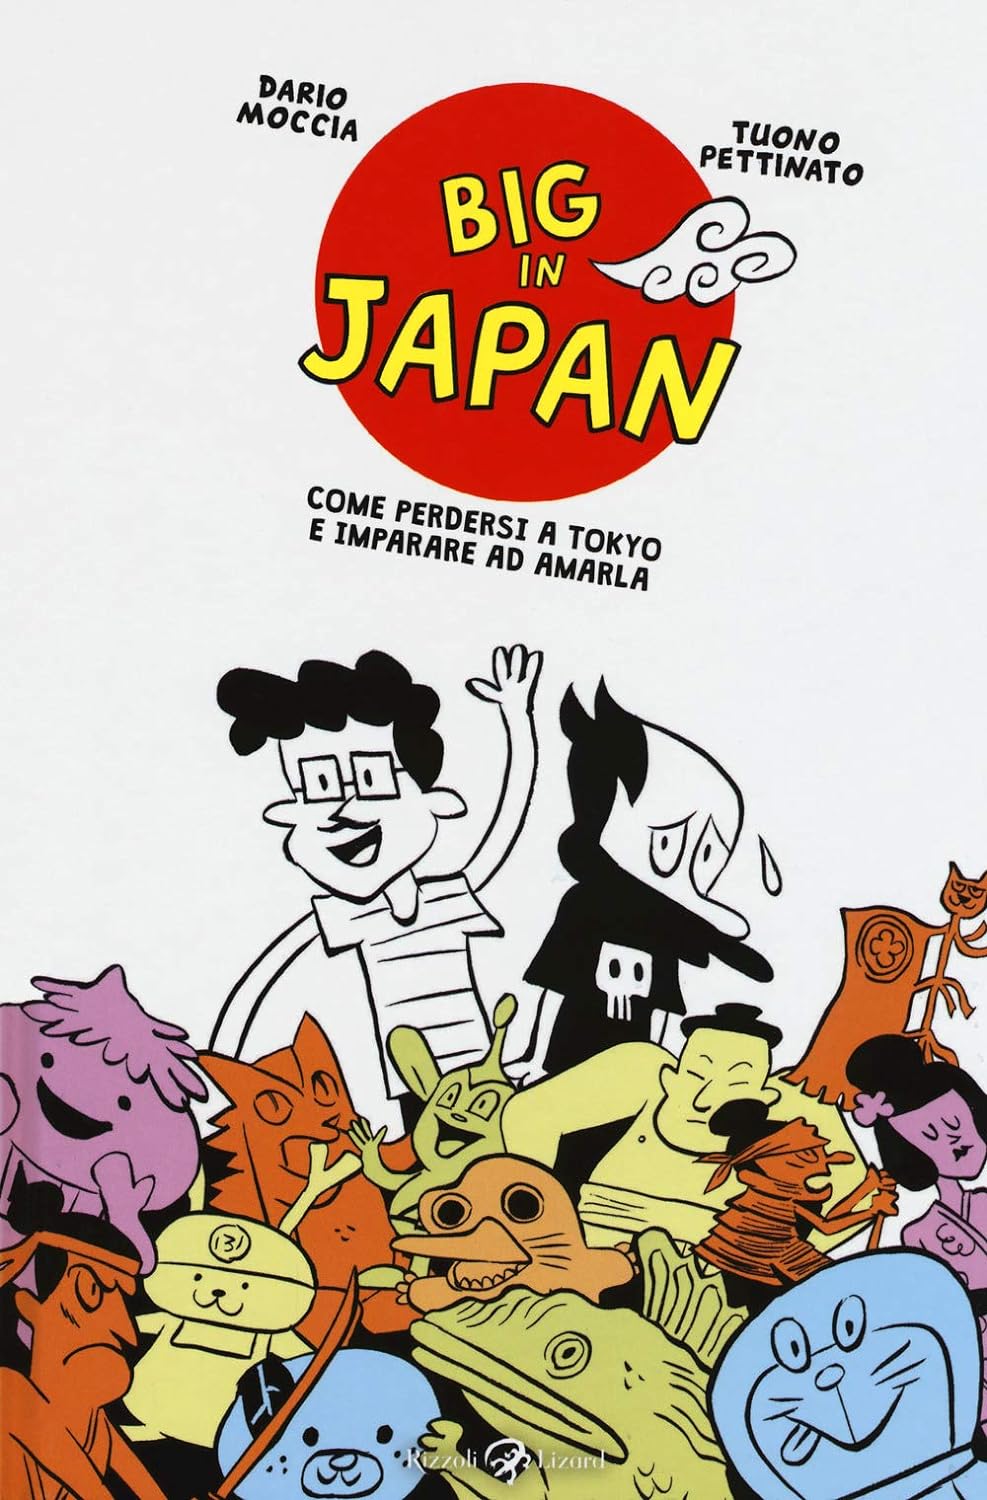 DARIO
MOCCIA
TUONO
PETTINATO
BIG
IN
JAPAN
COME PERDERSI A TOKYO
E IMPARARE AD AMARLA
Rizzoli Lizard